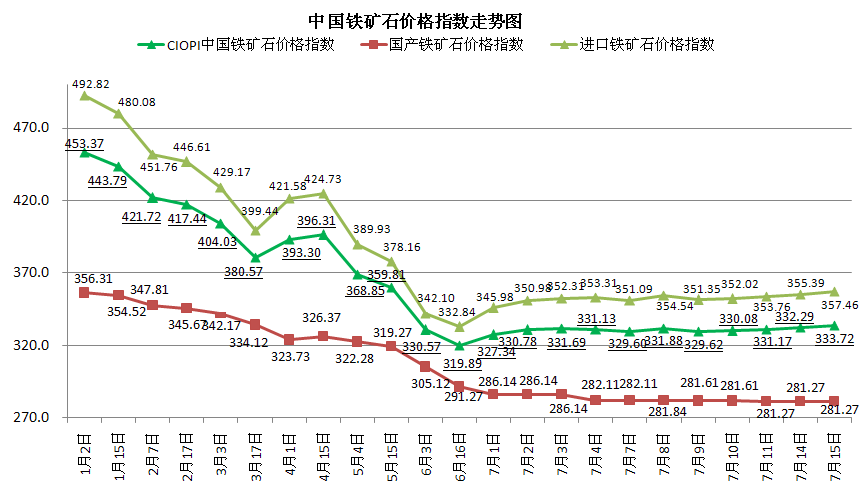 中国铁矿石价格指数走势图
CIOPI中国铁矿石价格指数 国产铁矿石价格指数 进口铁矿石价格指数
492.82 480.08 451.76 446.61 429.17 399.44 421.58 424.73 389.93 378.16 342.10 332.84 345.98 350.98 352.31 353.31 351.09 354.54 351.35 352.02 353.76 355.39 357.46
453.37 443.79 421.72 417.44 404.03 380.57 393.30 396.31 368.85 359.81 330.57 319.89 327.34 330.78 331.69 331.13 329.60 331.88 329.62 330.08 331.17 332.29 333.72
356.31 354.52 347.81 345.67 342.17 334.12 323.73 326.37 322.28 319.27 305.12 291.27 286.14 286.14 286.14 282.11 282.11 281.84 281.61 281.61 281.27 281.27 281.27
470.0
420.0
370.0
320.0
270.0
1月2日 1月15日 2月7日 2月17日 3月3日 3月17日 4月1日 4月15日 5月4日 5月15日 6月3日 6月16日 7月1日 7月2日 7月3日 7月4日 7月7日 7月8日 7月9日 7月10日 7月11日 7月14日 7月15日